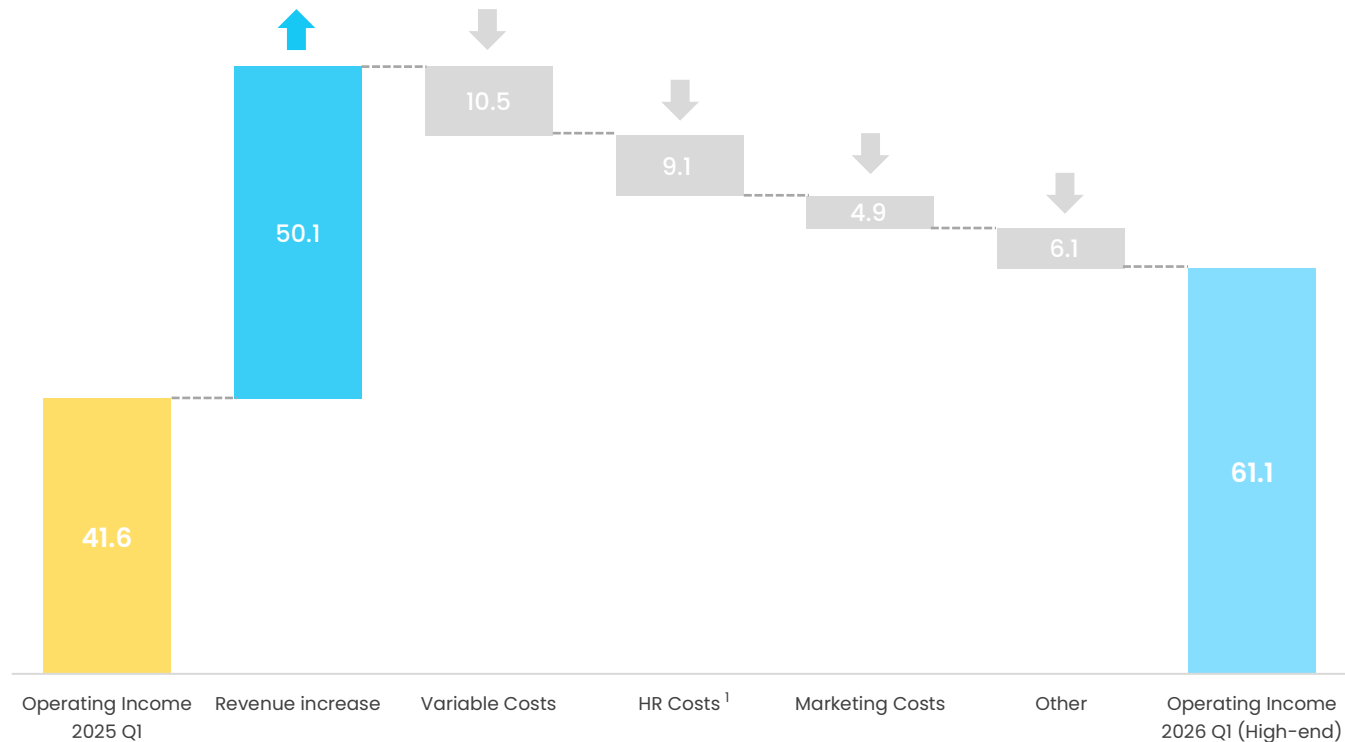 10.5
9.1
4.9
6.1
50.1
61.1
41.6
Operating Income
2025 Q1
Revenue increase
Variable Costs
HR Costs ¹
Marketing Costs
Other
Operating Income
2026 Q1 (High-end)